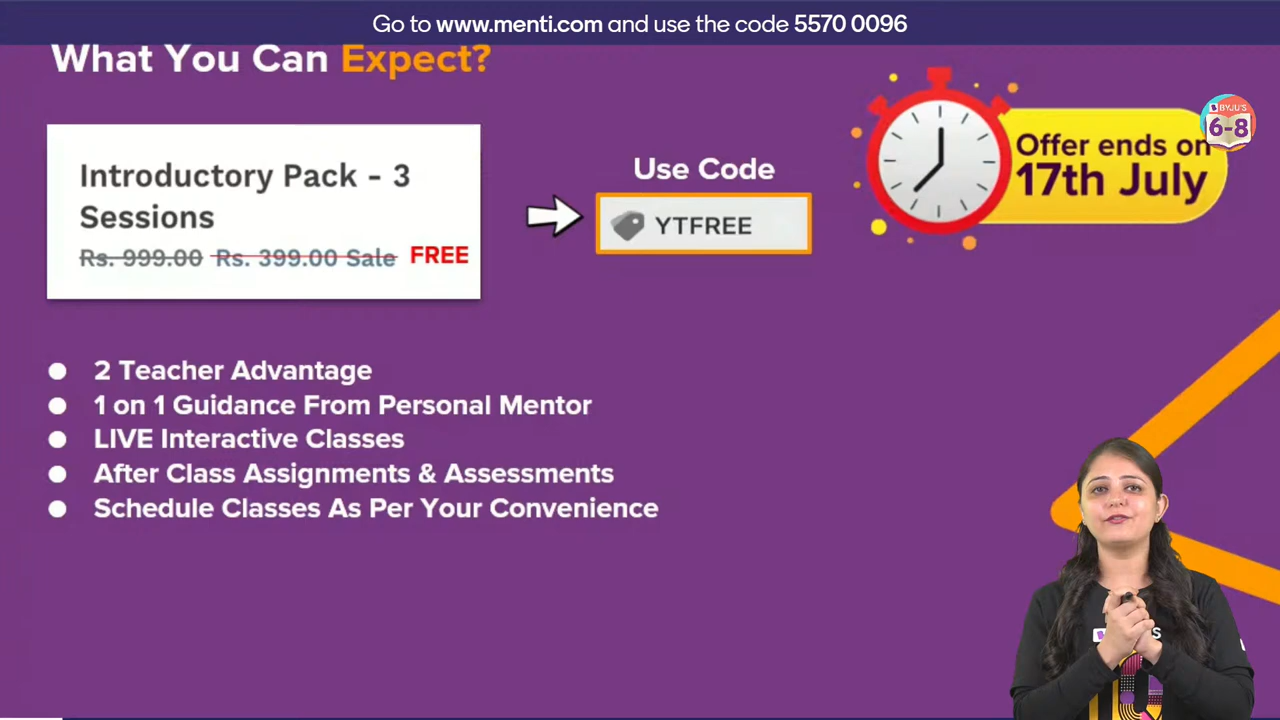 Go to www.menti.com and use the code 5570 0096
What You Can Expect?
Introductory Pack - 3
Sessions
Rs. 999.00 Rs. 399.00 Sale FREE
Use Code
YTFREE
Offer ends on
17th July
BYJU'S
6-8
2 Teacher Advantage
1 on 1 Guidance From Personal Mentor
LIVE Interactive Classes
After Class Assignments & Assessments
Schedule Classes As Per Your Convenience